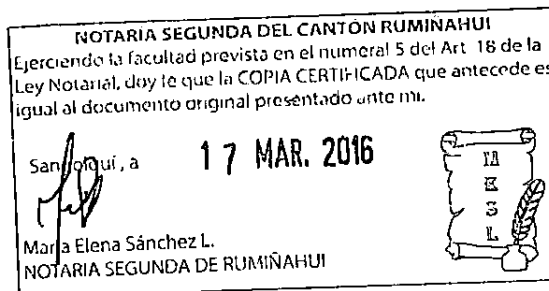 NOTARÍA SEGUNDA DEL CANTÓN RUMIÑAHUI
Ejerciendo la facultad prevista en el numeral 5 del Art. 18 de la
Ley Notarial, doy fe que la COPIA CERTIFICADA que antecede es
igual al documento original presentado ante mi.
Sangolquí, a 17 MAR. 2016
María Elena Sánchez L.
NOTARIA SEGUNDA DE RUMIÑAHUI
M
E
S
L